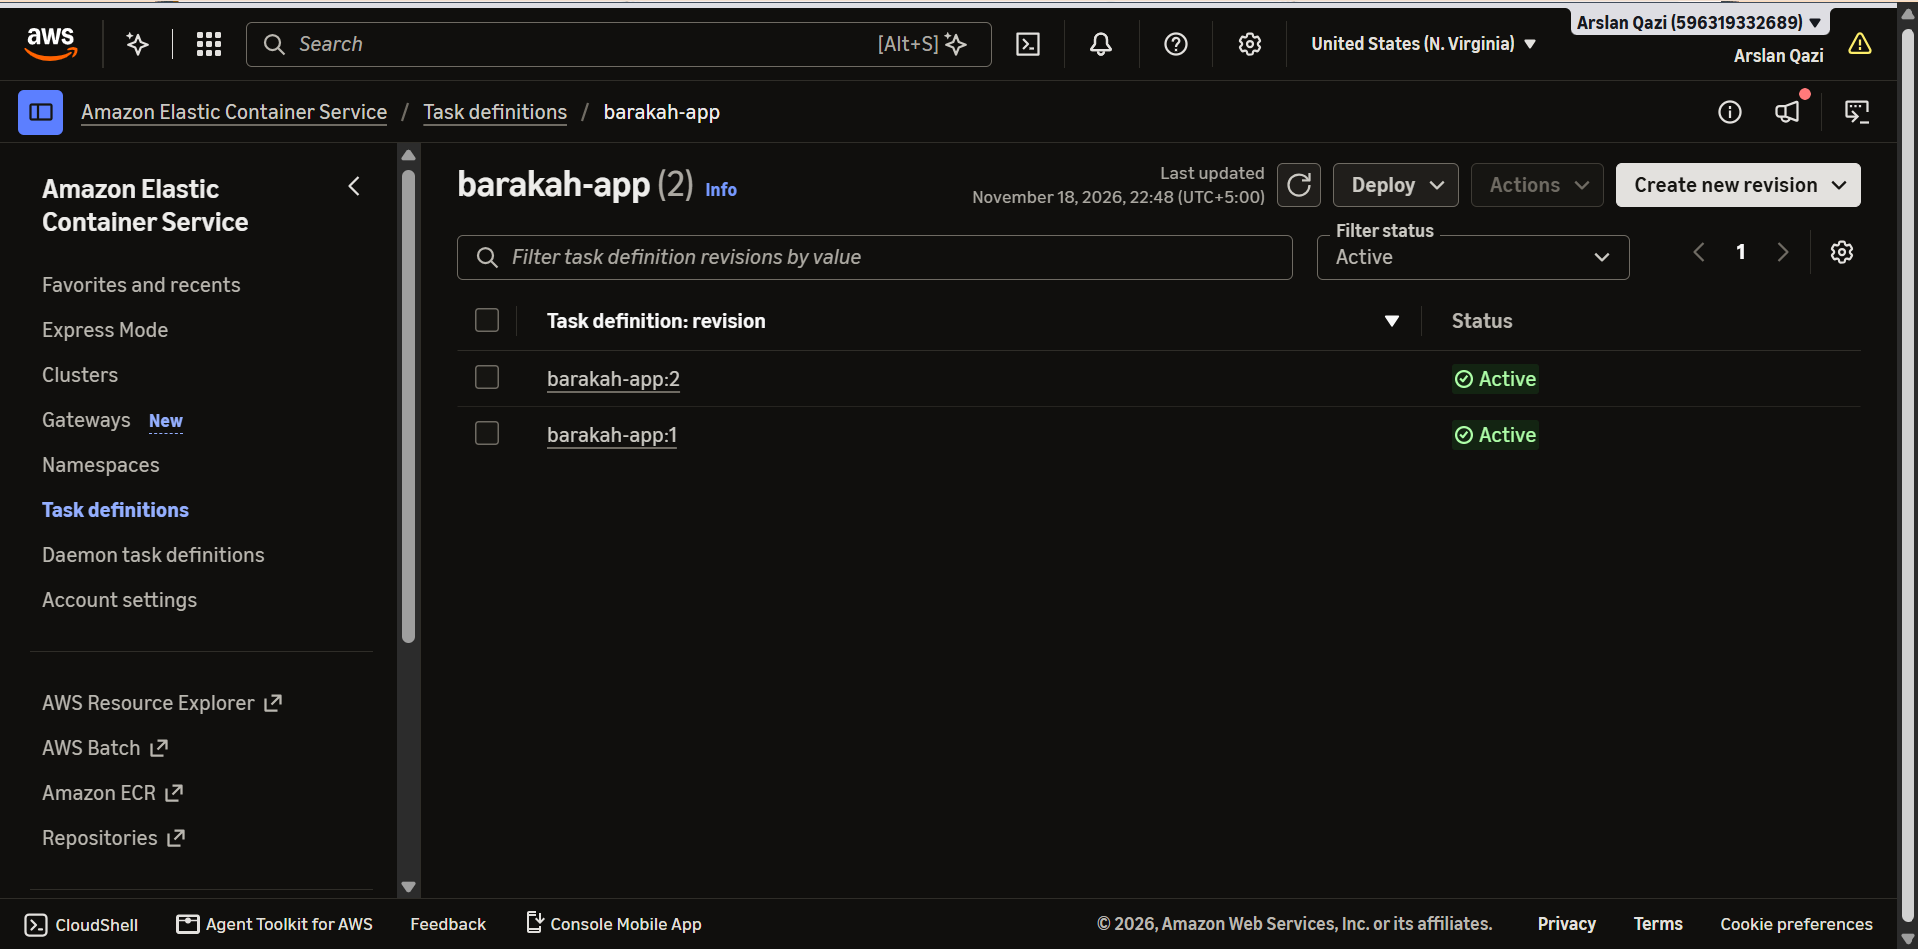 aws
Search [Alt+S]
United States (N. Virginia)
Arslan Qazi (596319332689)
Arslan Qazi
Amazon Elastic Container Service / Task definitions / barakah-app
Amazon Elastic
Container Service
Favorites and recents
Express Mode
Clusters
Gateways New
Namespaces
Task definitions
Daemon task definitions
Account settings
AWS Resource Explorer
AWS Batch
Amazon ECR
Repositories
barakah-app (2) Info
Last updated
November 18, 2026, 22:48 (UTC+5:00)
Deploy
Actions
Create new revision
Filter task definition revisions by value
Filter status
Active
1
Task definition: revision Status
barakah-app:2 Active
barakah-app:1 Active
CloudShell Agent Toolkit for AWS Feedback Console Mobile App © 2026, Amazon Web Services, Inc. or its affiliates. Privacy Terms Cookie preferences